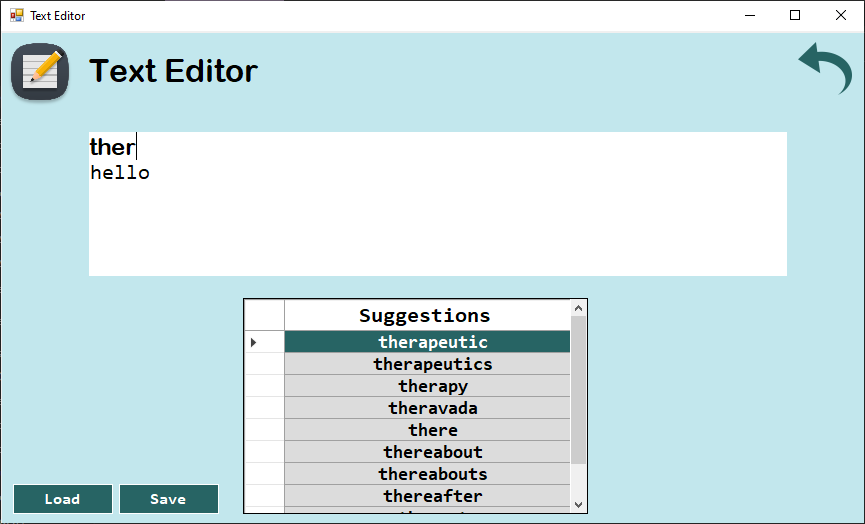 Text Editor
Text Editor
ther
hello
Suggestions
therapeutic
therapeutics
therapy
theravada
there
thereabout
thereabouts
thereafter
Load
Save